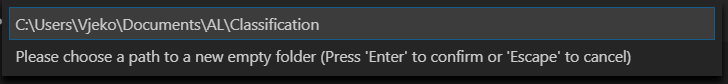 C:\Users\Vjeko\Documents\AL\Classification
Please choose a path to a new empty folder (Press 'Enter' to confirm or 'Escape' to cancel)